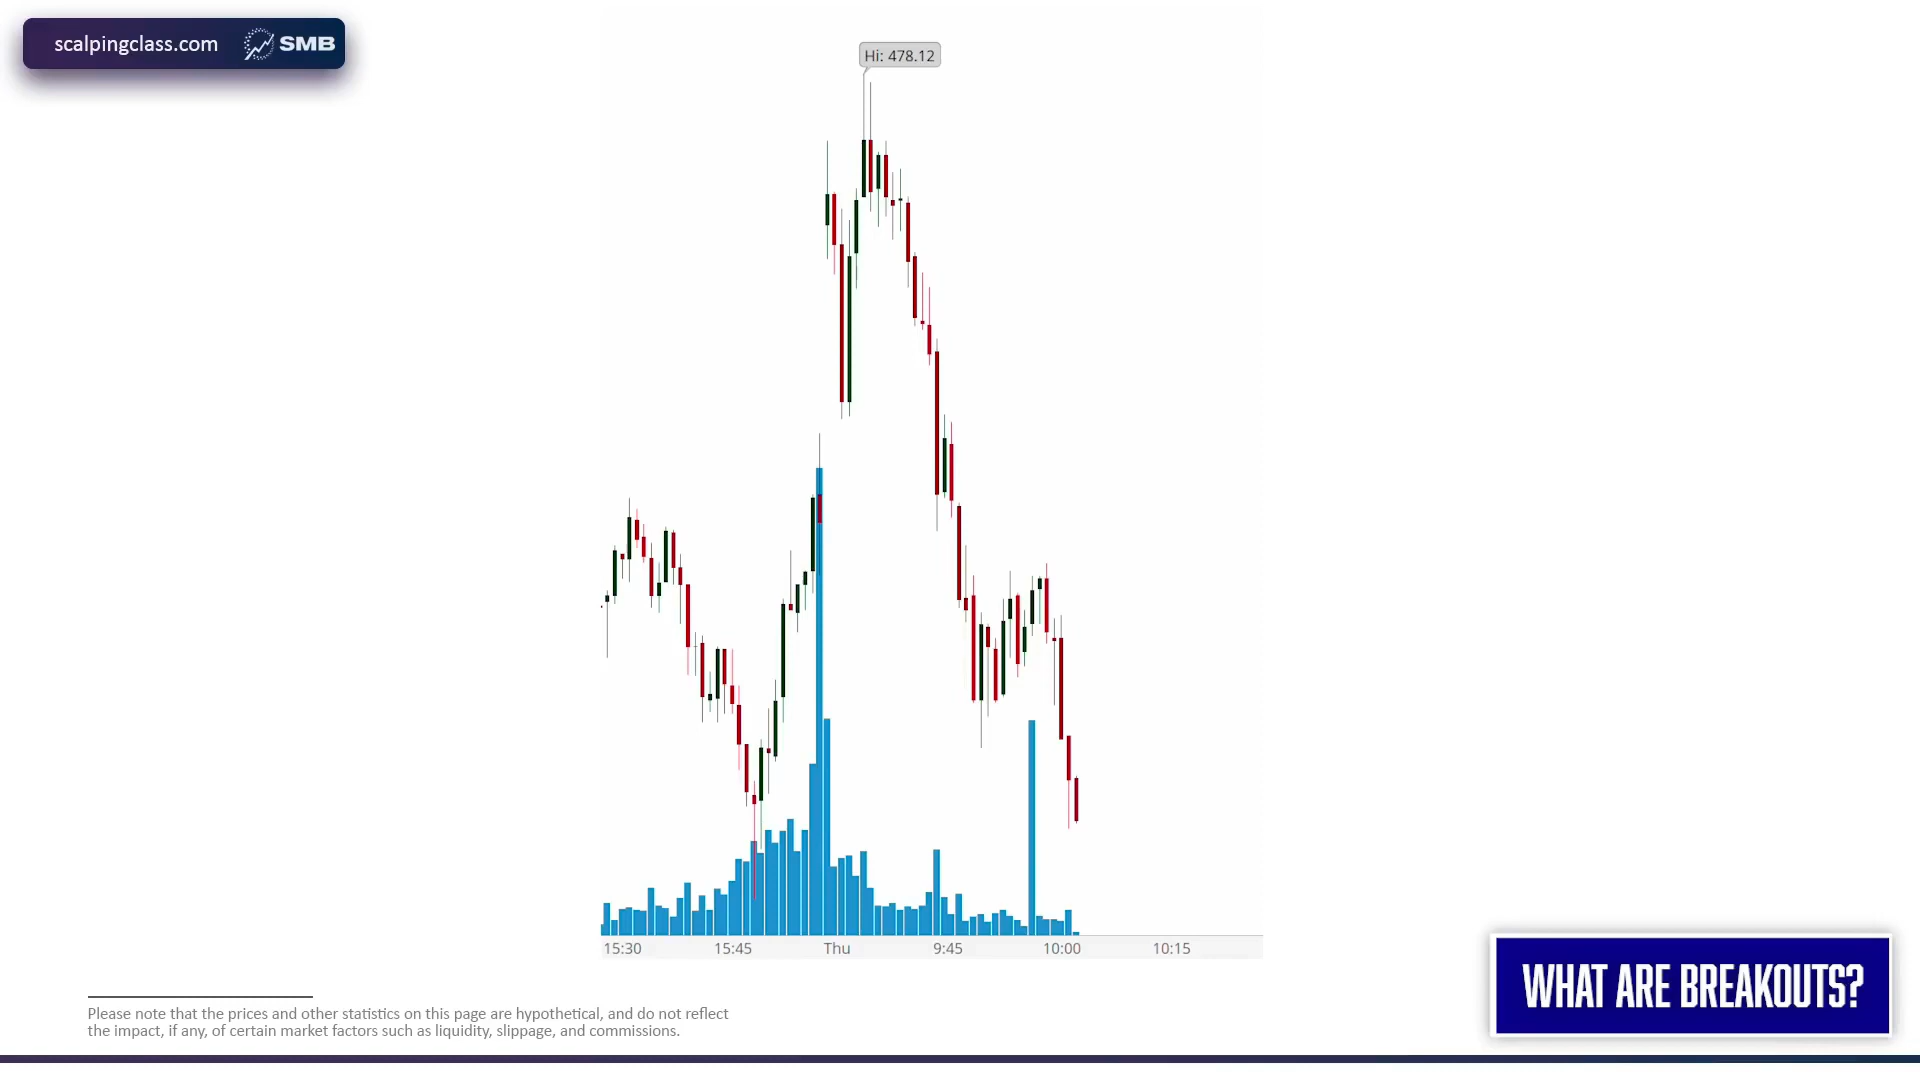 scalpingclass.com SMB
Hi: 478.12
15:30 15:45 Thu 9:45 10:00 10:15
WHAT ARE BREAKOUTS?
Please note that the prices and other statistics on this page are hypothetical, and do not reflect
the impact, if any, of certain market factors such as liquidity, slippage, and commissions.